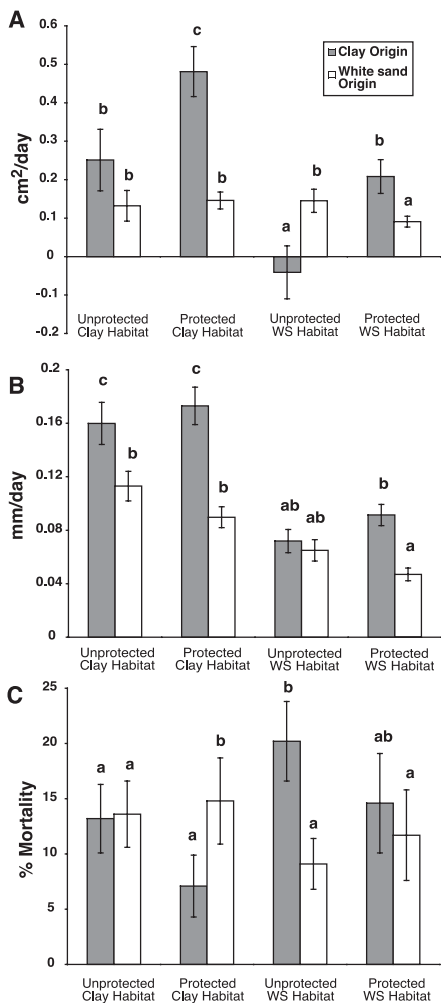 A
0.6
0.5
0.4
0.3
0.2
0.1
0
-0.1
-0.2
cm²/day
Clay Origin
White sand
Origin
b
b
c
b
a
b
b
a
Unprotected
Clay Habitat
Protected
Clay Habitat
Unprotected
WS Habitat
Protected
WS Habitat
B
0.2
0.16
0.12
0.08
0.04
0
mm/day
c
b
c
b
ab
ab
b
a
Unprotected
Clay Habitat
Protected
Clay Habitat
Unprotected
WS Habitat
Protected
WS Habitat
C
25
20
15
10
5
0
% Mortality
a
a
a
b
b
a
ab
a
Unprotected
Clay Habitat
Protected
Clay Habitat
Unprotected
WS Habitat
Protected
WS Habitat